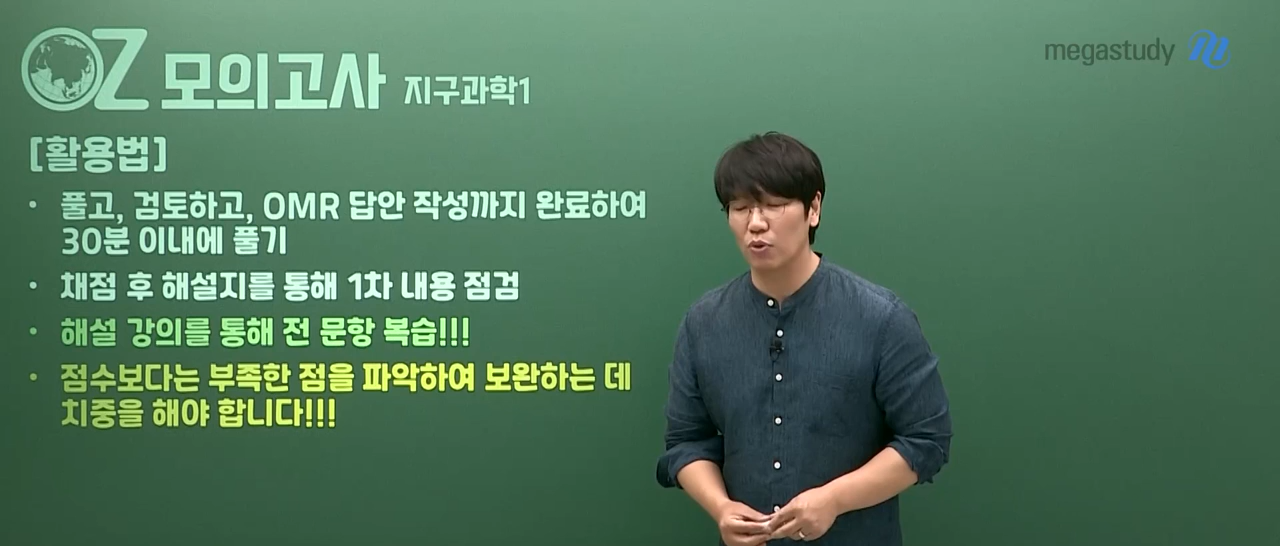 OZ 모의고사 지구과학1
megastudy
[활용법]
• 풀고, 검토하고, OMR 답안 작성까지 완료하여
30분 이내에 풀기
• 채점 후 해설지를 통해 1차 내용 점검
• 해설 강의를 통해 전 문항 복습!!!
• 점수보다는 부족한 점을 파악하여 보완하는 데
치중을 해야 합니다!!!